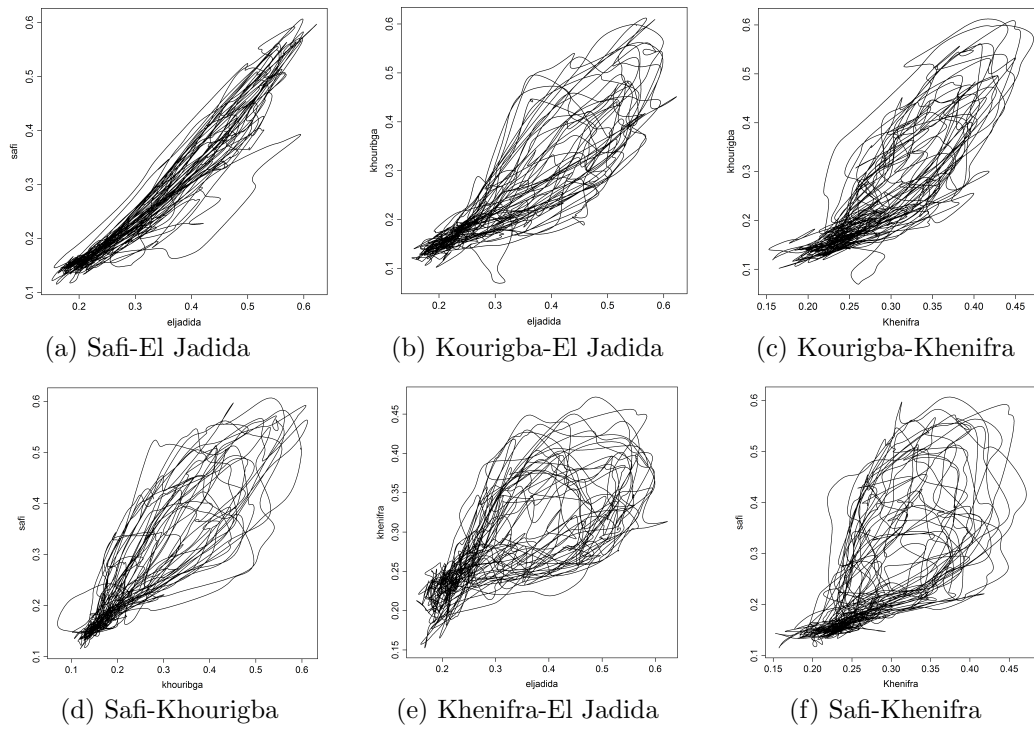 0.6
0.5
0.4
0.3
0.2
0.1
safi
0.2 0.3 0.4 0.5 0.6
eljadida
(a) Safi-El Jadida
0.6
0.5
0.4
0.3
0.2
0.1
khouribga
0.2 0.3 0.4 0.5 0.6
eljadida
(b) Kourigba-El Jadida
0.6
0.5
0.4
0.3
0.2
0.1
khourigba
0.15 0.20 0.25 0.30 0.35 0.40 0.45
Khenifra
(c) Kourigba-Khenifra
0.6
0.5
0.4
0.3
0.2
0.1
safi
0.1 0.2 0.3 0.4 0.5 0.6
khouribga
(d) Safi-Khourigba
0.45
0.40
0.35
0.30
0.25
0.20
0.15
khenifra
0.2 0.3 0.4 0.5 0.6
eljadida
(e) Khenifra-El Jadida
0.6
0.5
0.4
0.3
0.2
0.1
safi
0.15 0.20 0.25 0.30 0.35 0.40 0.45
Khenifra
(f) Safi-Khenifra